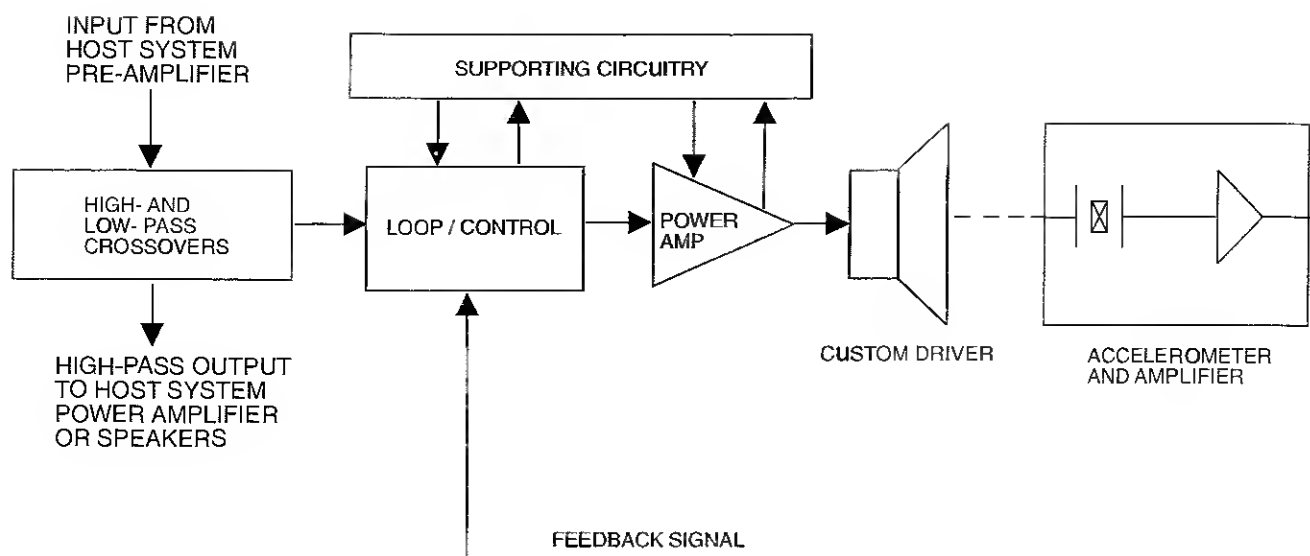 INPUT FROM
HOST SYSTEM
PRE-AMPLIFIER
SUPPORTING CIRCUITRY
HIGH- AND
LOW- PASS
CROSSOVERS
LOOP / CONTROL
POWER
AMP
CUSTOM DRIVER
ACCELEROMETER
AND AMPLIFIER
HIGH-PASS OUTPUT
TO HOST SYSTEM
POWER AMPLIFIER
OR SPEAKERS
FEEDBACK SIGNAL